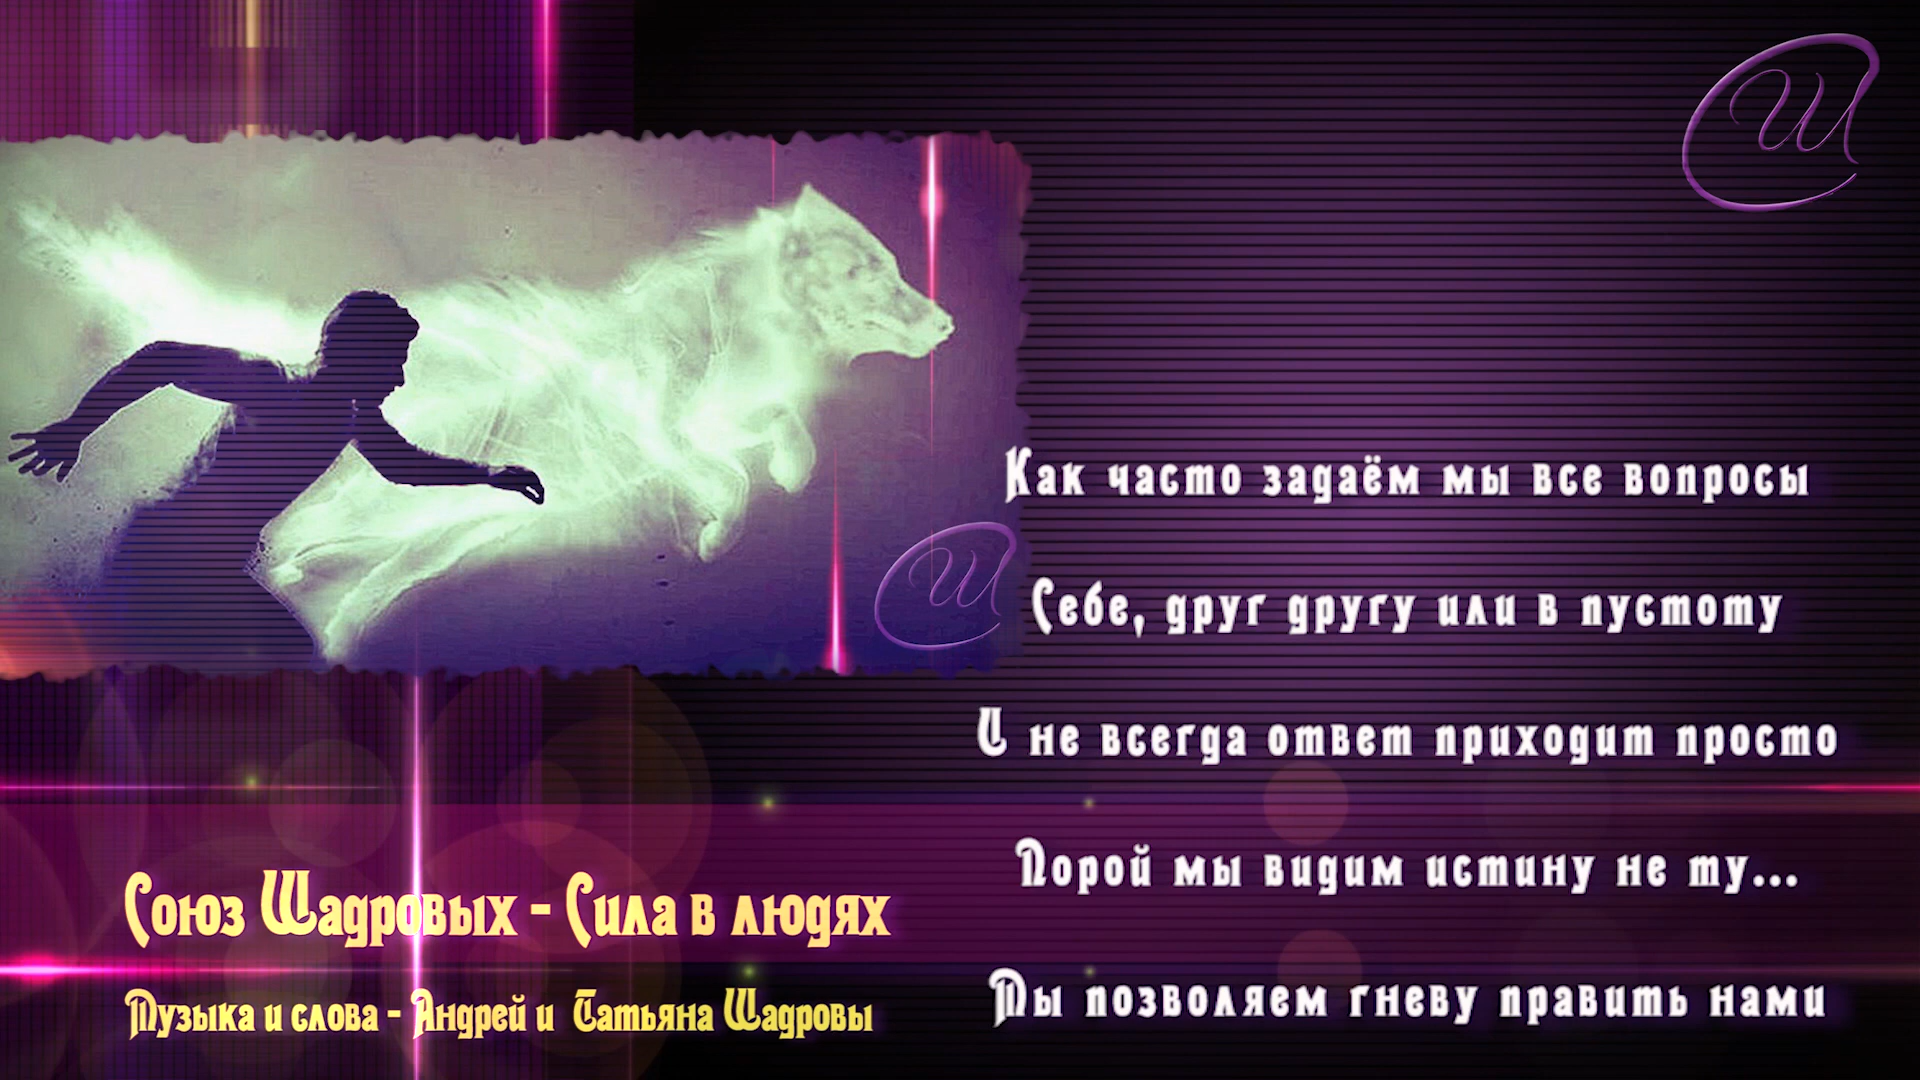 Ш
Как часто задаём мы все вопросы
Ш
Себе, друг другу или в пустоту
И не всегда ответ приходит просто
Порой мы видим истину не ту...
Мы позволяем гневу править нами
Союз Шадровых - Сила в людях
Музыка и слова - Андрей и Татьяна Шадровы